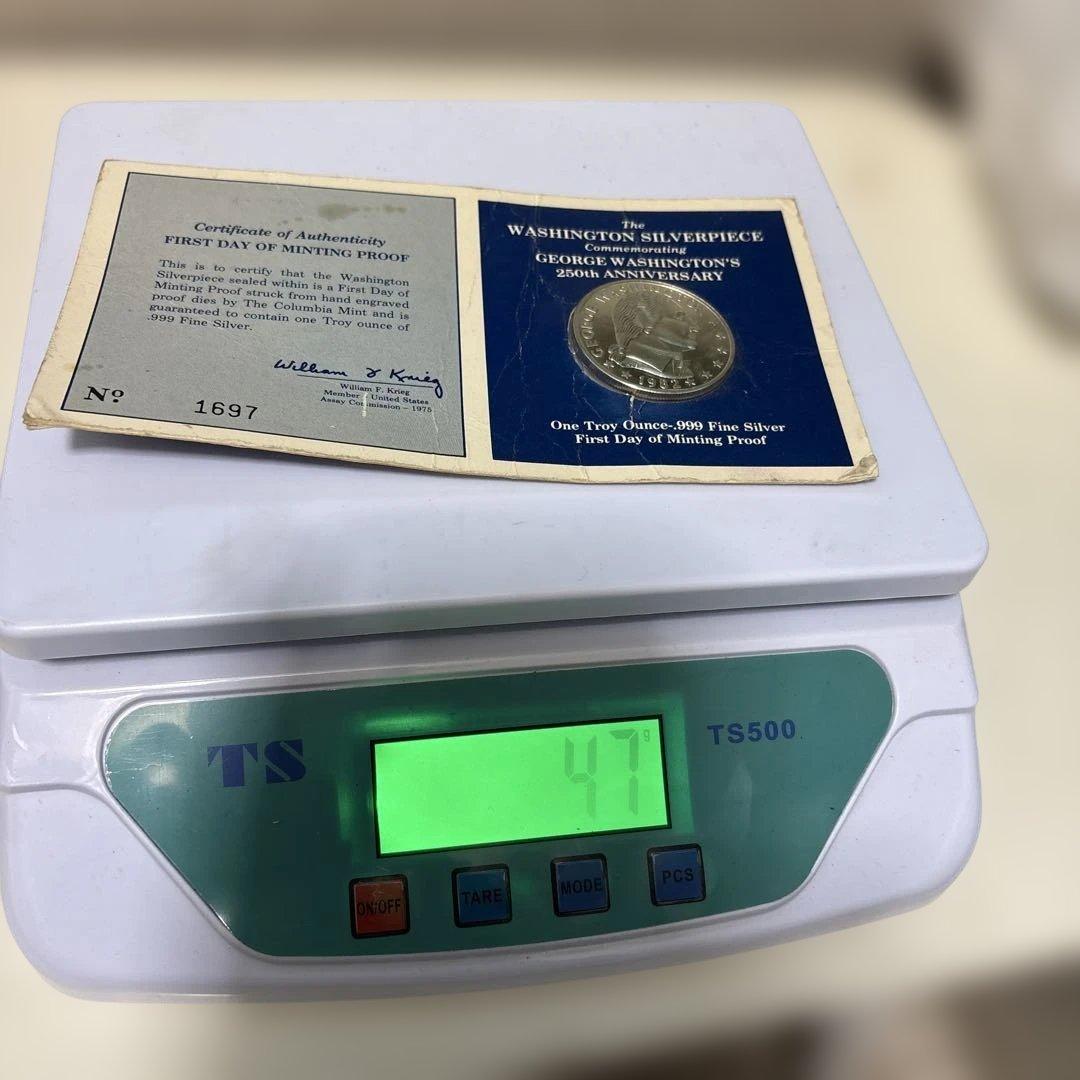 Certificate of Authenticity
FIRST DAY OF MINTING PROOF
This is to certify that the Washington
Silverpiece sealed within is a First Day of
Minting Proof struck from hand engraved
proof dies by The Columbia Mint and is
guaranteed to contain one Troy ounce of
.999 Fine Silver.
William F Krieg
William F. Krieg
Member United States
Assay Commission – 1975
Nº 1697
The
WASHINGTON SILVERPIECE
Commemorating
GEORGE WASHINGTON'S
250th ANNIVERSARY
GEORGE WASHINGTON
1982
One Troy Ounce-.999 Fine Silver
First Day of Minting Proof
TS
47 g
TS500
ON/OFF
TARE
MODE
PCS